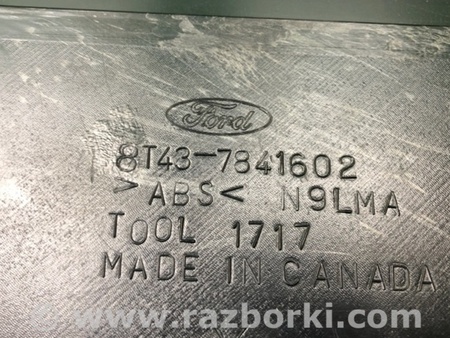 Ford
8T43-7841602
>ABS< N9LMA
TOOL 1717
MADE IN CANADA
www.razborki.com